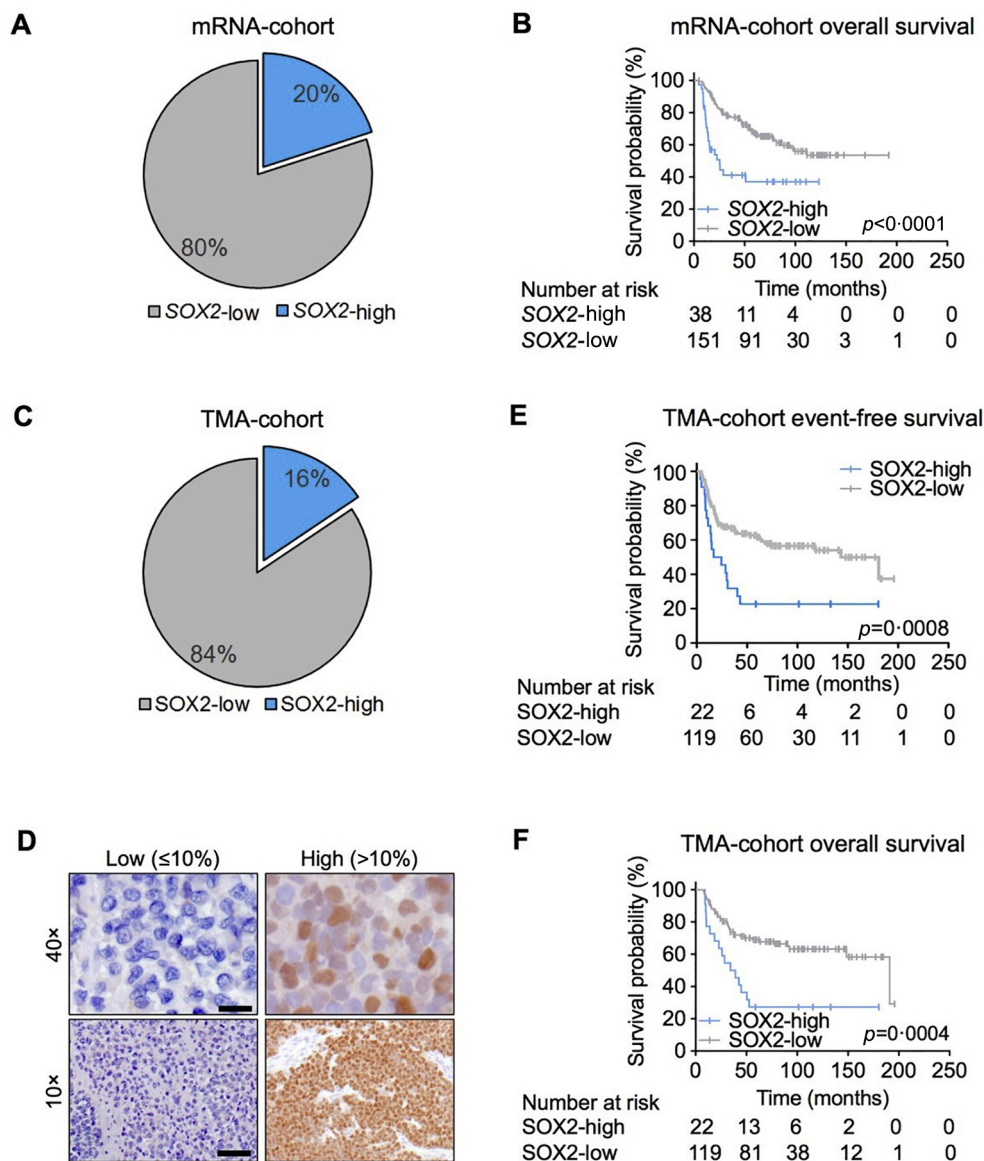 A
mRNA-cohort
20%
80%
SOX2-low SOX2-high
B
mRNA-cohort overall survival
Survival probability (%)
100
80
60
40
20
0
SOX2-high
SOX2-low
p<0·0001
0 50 100 150 200 250
Time (months)
Number at risk
SOX2-high 38 11 4 0 0 0
SOX2-low 151 91 30 3 1 0
C
TMA-cohort
16%
84%
SOX2-low SOX2-high
E
TMA-cohort event-free survival
Survival probability (%)
100
80
60
40
20
0
SOX2-high
SOX2-low
p=0·0008
0 50 100 150 200 250
Time (months)
Number at risk
SOX2-high 22 6 4 2 0 0
SOX2-low 119 60 30 11 1 0
D
Low (≤10%) High (>10%)
40×
10×
F
TMA-cohort overall survival
Survival probability (%)
100
80
60
40
20
0
SOX2-high
SOX2-low
p=0·0004
0 50 100 150 200 250
Time (months)
Number at risk
SOX2-high 22 13 6 2 0 0
SOX2-low 119 81 38 12 1 0